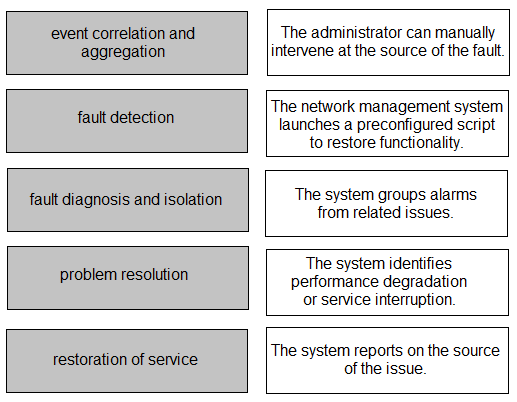 event correlation and
aggregation
The administrator can manually
intervene at the source of the fault.
fault detection
The network management system
launches a preconfigured script
to restore functionality.
fault diagnosis and isolation
The system groups alarms
from related issues.
problem resolution
The system identifies
performance degradation
or service interruption.
restoration of service
The system reports on the source
of the issue.